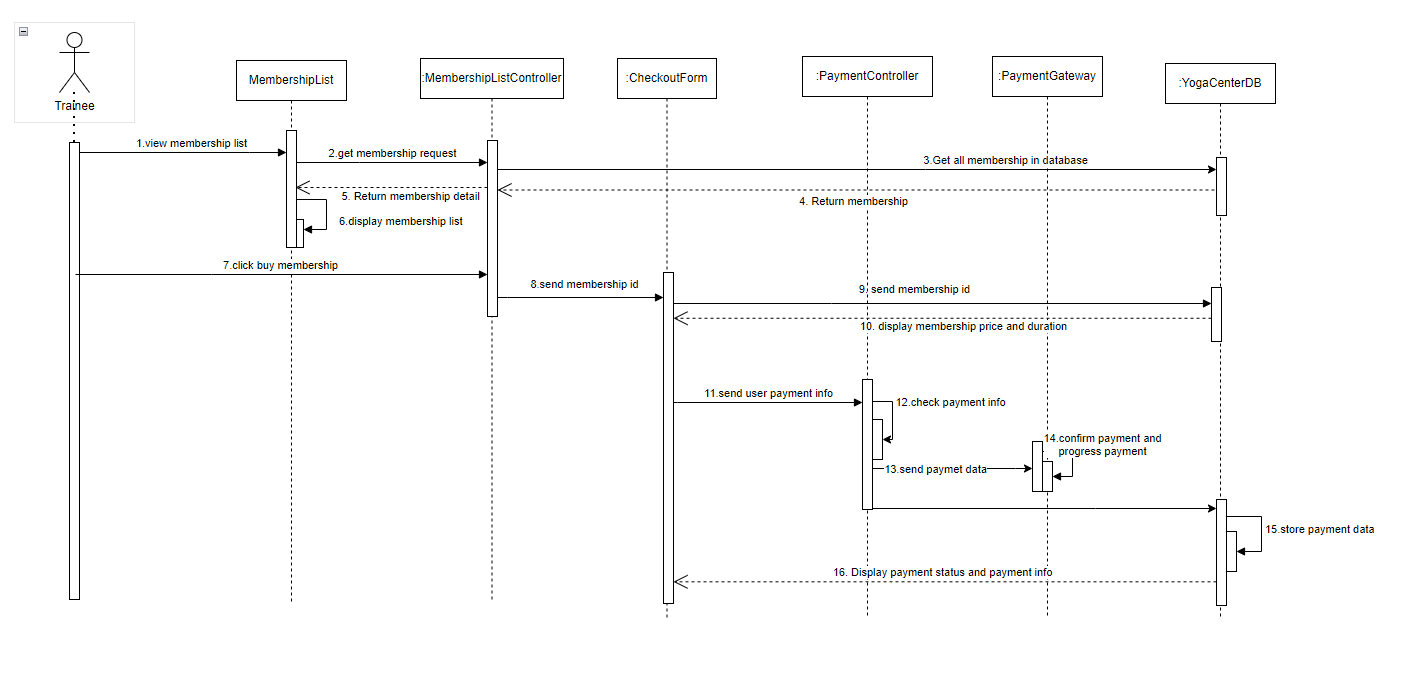 Trainee
MembershipList
:MembershipListController
:CheckoutForm
:PaymentController
:PaymentGateway
:YogaCenterDB
1.view membership list
2.get membership request
3.Get all membership in database
4. Return membership
5. Return membership detail
6.display membership list
7.click buy membership
8.send membership id
9. send membership id
10. display membership price and duration
11.send user payment info
12.check payment info
13.send paymet data
14.confirm payment and
progress payment
15.store payment data
16. Display payment status and payment info